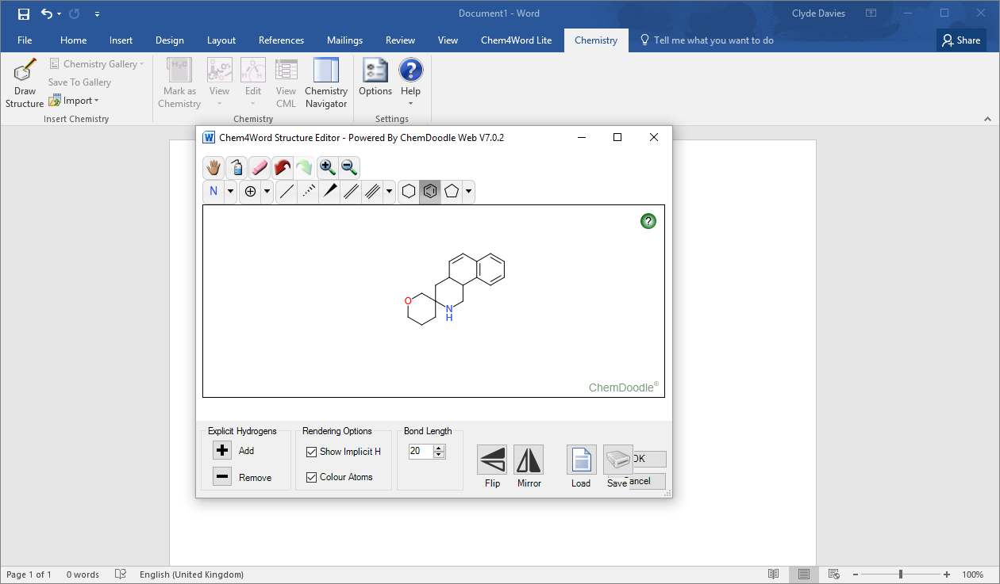 Document1 - Word
Clyde Davies
File Home Insert Design Layout References Mailings Review View Chem4Word Lite Chemistry Tell me what you want to do Share
Draw Structure
Chemistry Gallery
Save To Gallery
Import
H₂O
Mark as Chemistry
View
Edit
View CML
Chemistry Navigator
Options
Help
Insert Chemistry
Chemistry
Settings
W Chem4Word Structure Editor - Powered By ChemDoodle Web V7.0.2
N
?
O
N
H
ChemDoodle®
Explicit Hydrogens
Add
Remove
Rendering Options
Show Implicit H
Colour Atoms
Bond Length
20
Flip
Mirror
Load
Save
OK
ancel
Page 1 of 1 0 words English (United Kingdom) 100%